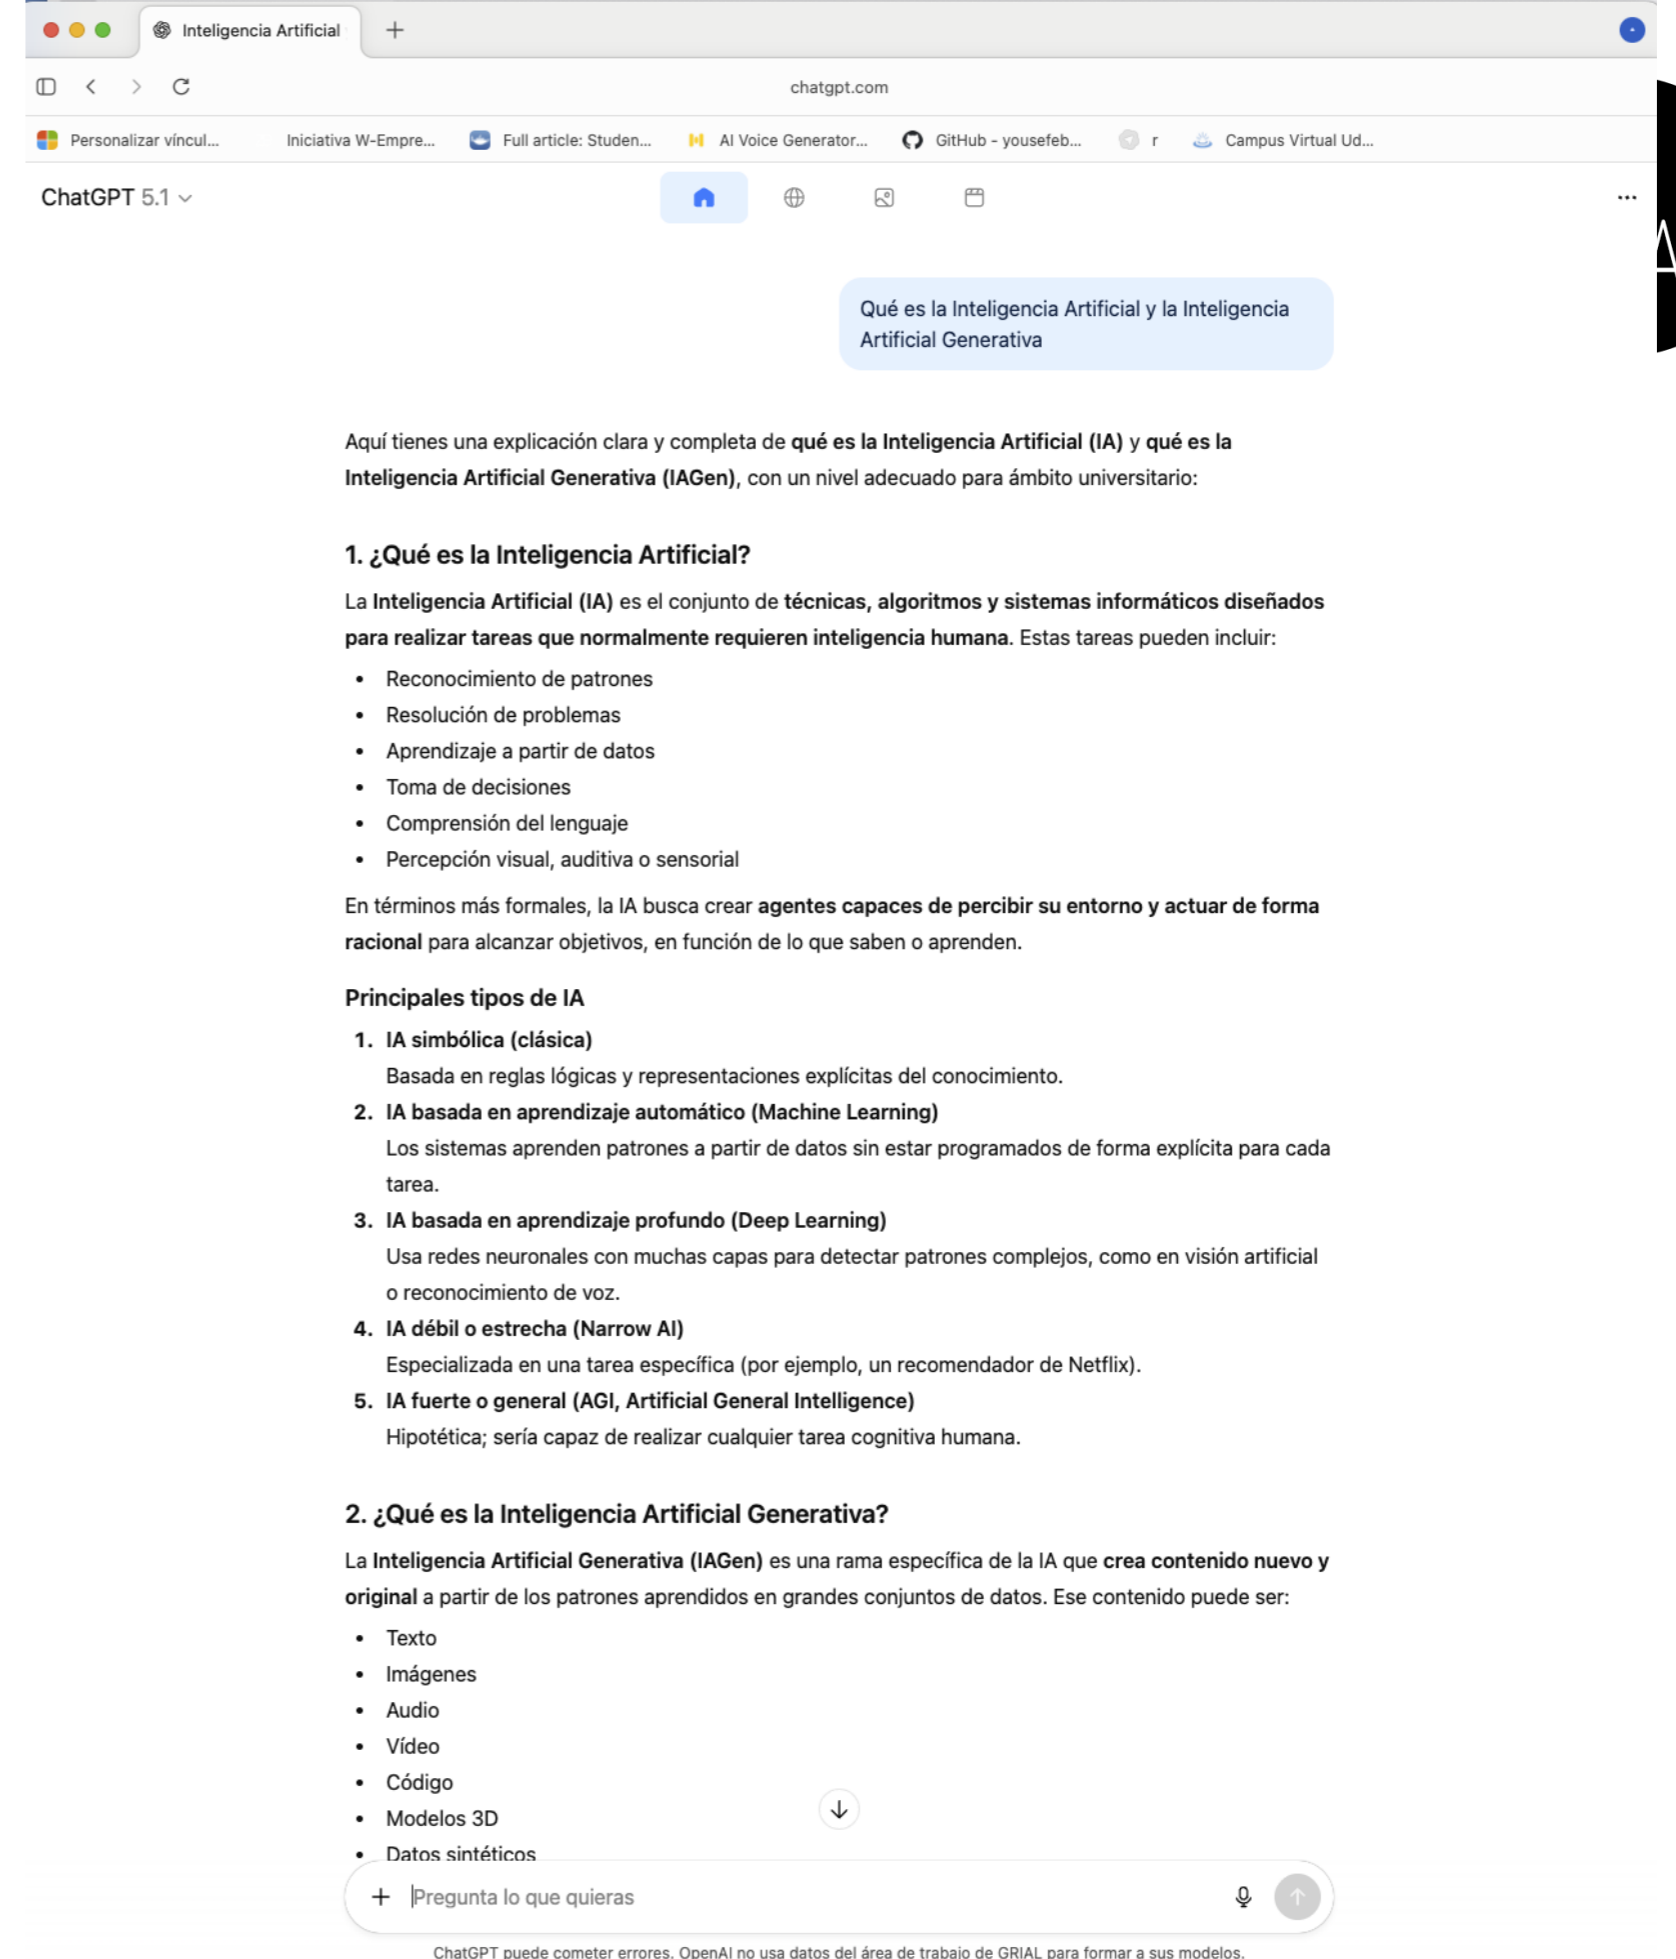 Inteligencia Artificial
chatgpt.com
Personalizar víncul... Iniciativa W-Empre... Full article: Studen... AI Voice Generator... GitHub - yousefeb... r Campus Virtual Ud...
ChatGPT 5.1
Qué es la Inteligencia Artificial y la Inteligencia
Artificial Generativa
Aquí tienes una explicación clara y completa de qué es la Inteligencia Artificial (IA) y qué es la
Inteligencia Artificial Generativa (IAGen), con un nivel adecuado para ámbito universitario:
1. ¿Qué es la Inteligencia Artificial?
La Inteligencia Artificial (IA) es el conjunto de técnicas, algoritmos y sistemas informáticos diseñados
para realizar tareas que normalmente requieren inteligencia humana. Estas tareas pueden incluir:
• Reconocimiento de patrones
• Resolución de problemas
• Aprendizaje a partir de datos
• Toma de decisiones
• Comprensión del lenguaje
• Percepción visual, auditiva o sensorial
En términos más formales, la IA busca crear agentes capaces de percibir su entorno y actuar de forma
racional para alcanzar objetivos, en función de lo que saben o aprenden.
Principales tipos de IA
1. IA simbólica (clásica)
Basada en reglas lógicas y representaciones explícitas del conocimiento.
2. IA basada en aprendizaje automático (Machine Learning)
Los sistemas aprenden patrones a partir de datos sin estar programados de forma explícita para cada
tarea.
3. IA basada en aprendizaje profundo (Deep Learning)
Usa redes neuronales con muchas capas para detectar patrones complejos, como en visión artificial
o reconocimiento de voz.
4. IA débil o estrecha (Narrow AI)
Especializada en una tarea específica (por ejemplo, un recomendador de Netflix).
5. IA fuerte o general (AGI, Artificial General Intelligence)
Hipotética; sería capaz de realizar cualquier tarea cognitiva humana.
2. ¿Qué es la Inteligencia Artificial Generativa?
La Inteligencia Artificial Generativa (IAGen) es una rama específica de la IA que crea contenido nuevo y
original a partir de los patrones aprendidos en grandes conjuntos de datos. Ese contenido puede ser:
• Texto
• Imágenes
• Audio
• Vídeo
• Código
• Modelos 3D
• Datos sintéticos
Pregunta lo que quieras
ChatGPT puede cometer errores. OpenAI no usa datos del área de trabajo de GRIAL para formar a sus modelos.